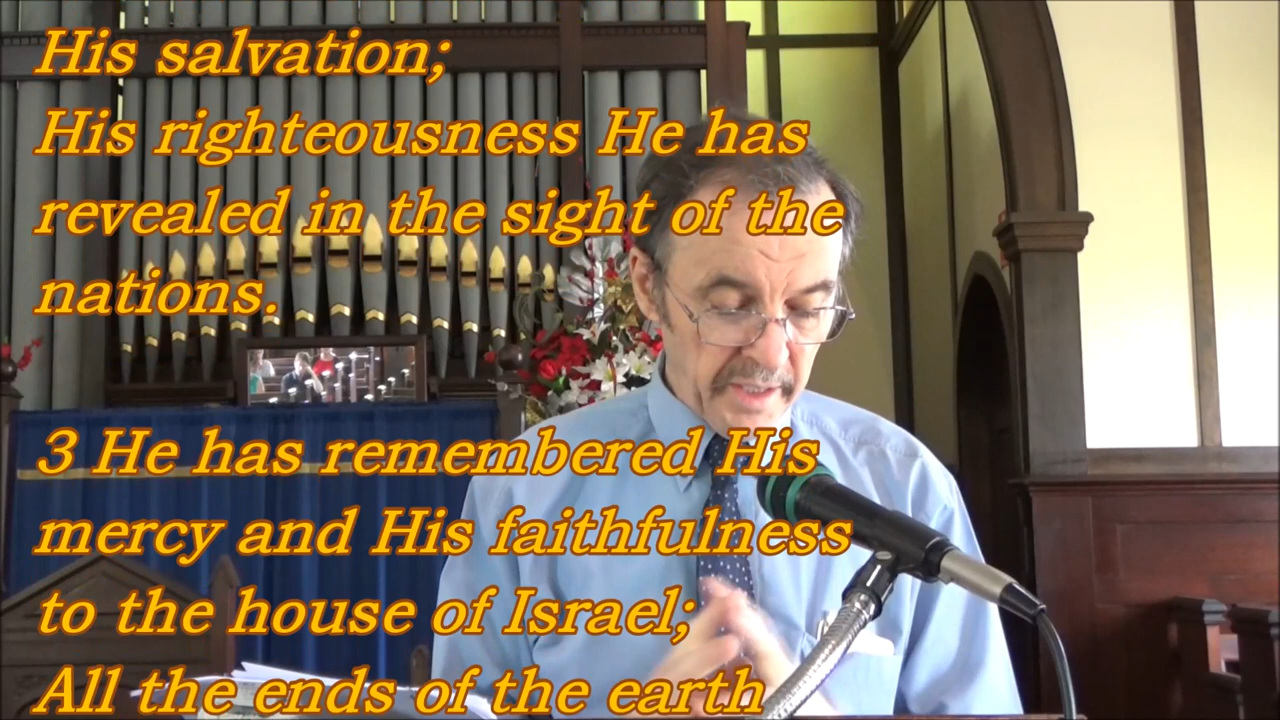 His salvation;
His righteousness He has
revealed in the sight of the
nations.
3 He has remembered His
mercy and His faithfulness
to the house of Israel;
All the ends of the earth